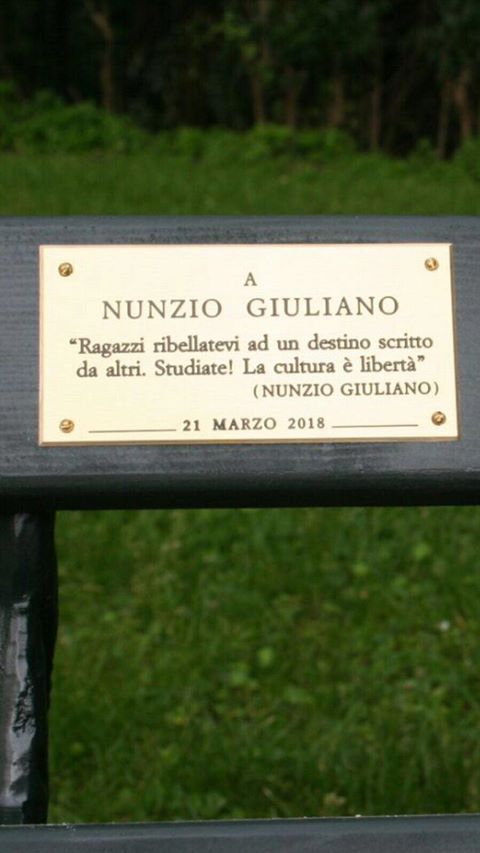 A
NUNZIO GIULIANO
“Ragazzi ribellatevi ad un destino scritto
da altri. Studiate! La cultura è libertà”
(NUNZIO GIULIANO)
21 MARZO 2018